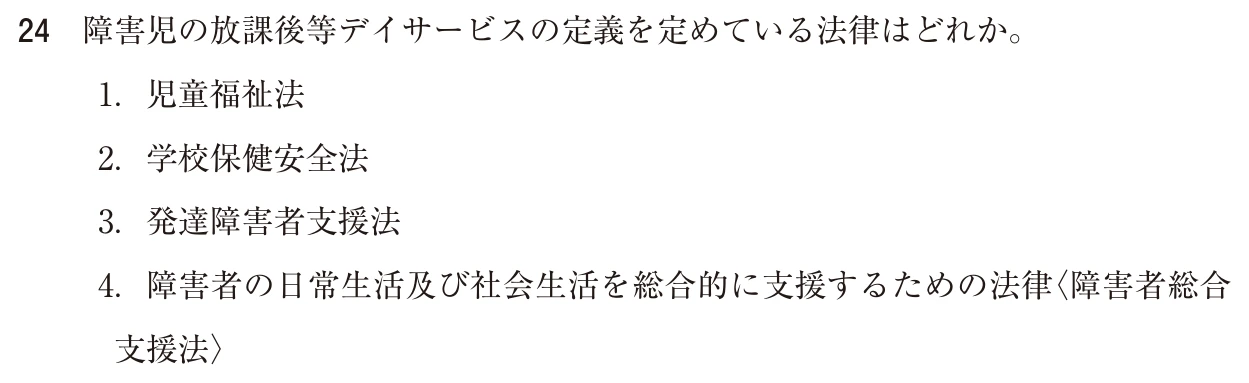 24 障害児の放課後等デイサービスの定義を定めている法律はどれか。
1. 児童福祉法
2. 学校保健安全法
3. 発達障害者支援法
4. 障害者の日常生活及び社会生活を総合的に支援するための法律〈障害者総合
支援法〉